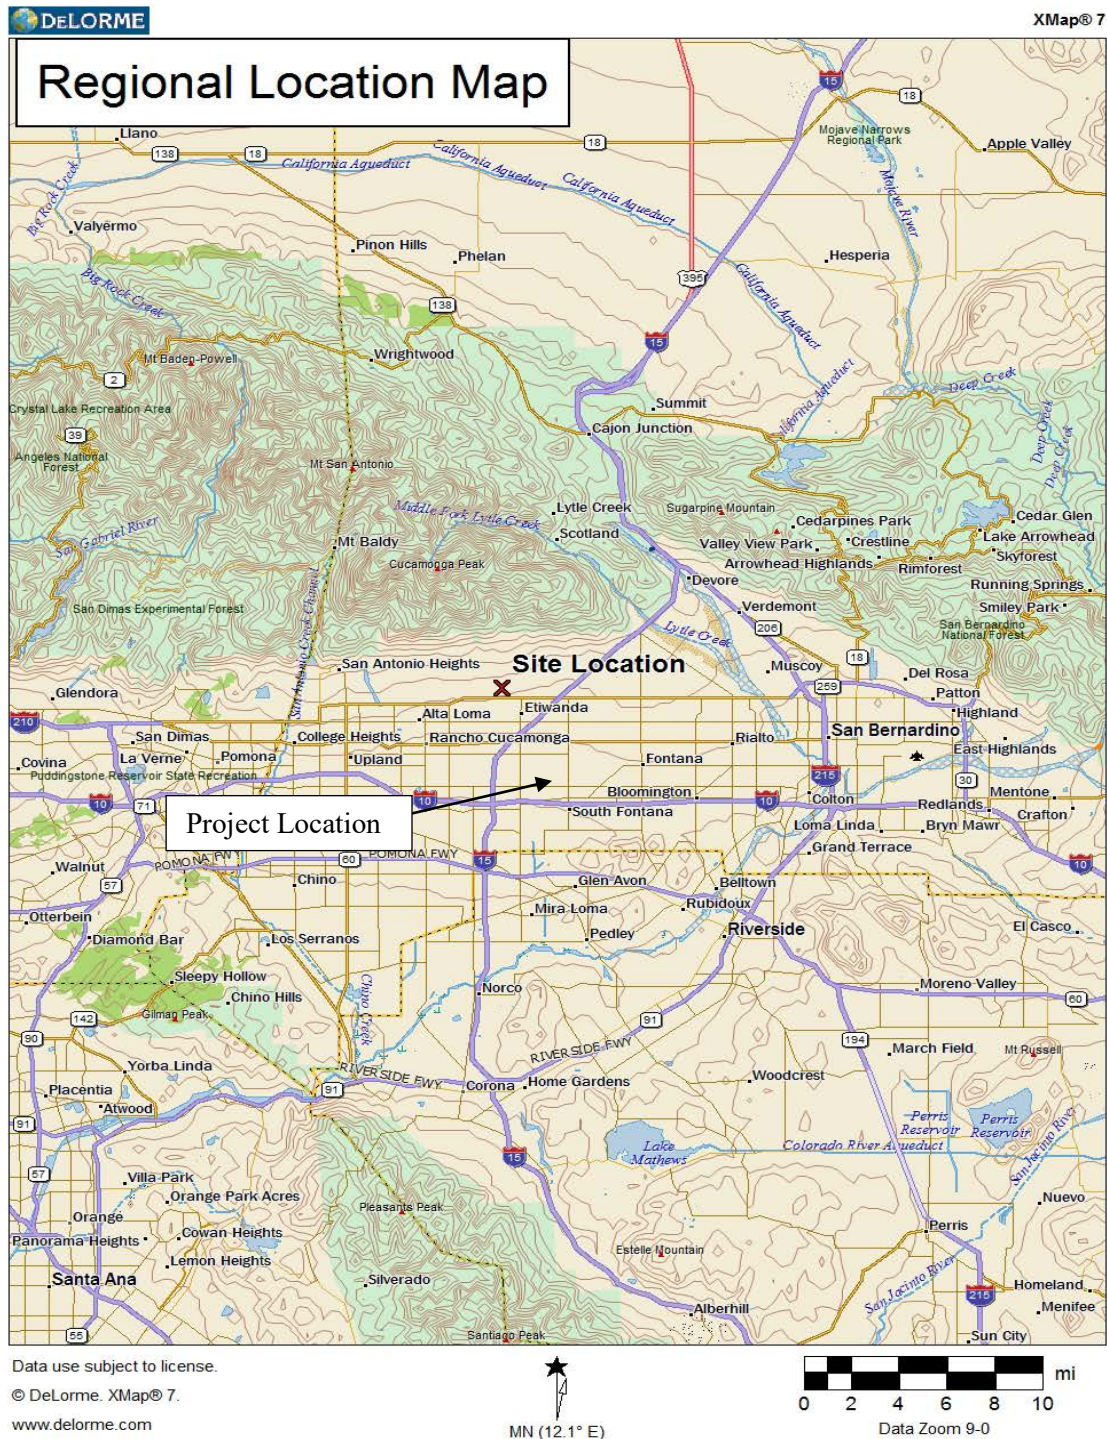 DELORME
XMap® 7
Regional Location Map
15
18
Mojave Narrows
Regional Park
Llano
138
18
18
Apple Valley
California Aqueduct
California Aqueduct
California Aqueduct
Big Rock Creek
Mojave River
Valyermo
Pinon Hills
Phelan
Hesperia
Big Rock Creek
395
California Aqueduct
138
15
Mt Baden-Powell
Wrightwood
2
Deep Creek
Crystal Lake Recreation Area
Summit
California Aqueduct
39
Cajon Junction
Deep Creek
Deep Creek
Angeles National
Forest
Mt San Antonio
Middle Fork Lytle Creek
Lytle Creek
Sugarpine Mountain
Cedar Glen
San Gabriel River
Scotland
Cedarpines Park
Lake Arrowhead
Mt Baldy
Valley View Park
Crestline
Skyforest
Cucamonga Peak
Arrowhead Highlands
Rimforest
Devore
Running Springs
San Dimas Experimental Forest
San Antonio Creek Channel
Verdemont
Smiley Park
206
San Bernardino
National Forest
Lytle Creek
San Antonio Heights
Site Location
Muscoy
18
Del Rosa
Glendora
259
Patton
210
Alta Loma
Etiwanda
Highland
San Dimas
College Heights
Rancho Cucamonga
Rialto
San Bernardino
East Highlands
Covina
La Verne
Pomona
Upland
Fontana
Puddingstone Reservoir State Recreation
215
30
10
71
10
Bloomington
10
Colton
Mentone
Project Location
South Fontana
Redlands
Crafton
Loma Linda
Bryn Mawr
Walnut
POMONA FWY
60
POMONA FWY
15
Grand Terrace
10
57
Chino
Glen Avon
Belltown
Otterbein
Mira Loma
Rubidoux
El Casco
Diamond Bar
Los Serranos
Pedley
Riverside
Sleepy Hollow
Chino Hills
Chino Creek
Norco
Moreno Valley
60
142
Gilman Peak
91
90
194
March Field
Mt Russell
Yorba Linda
RIVERSIDE FWY
RIVERSIDE FWY
Placentia
91
Corona
Home Gardens
Woodcrest
Atwood
91
Perris
Reservoir
Perris
Reservoir
57
15
Lake
Mathews
Colorado River Aqueduct
San Jacinto River
Villa Park
Orange Park Acres
Pleasants Peak
Nuevo
Orange
Cowan Heights
Perris
Panorama Heights
Lemon Heights
Estelle Mountain
Santa Ana
Silverado
San Jacinto River
Homeland
215
Menifee
Alberhill
55
Santiago Peak
Sun City
Data use subject to license.
© DeLorme. XMap® 7.
www.delorme.com
MN (12.1° E)
mi
0 2 4 6 8 10
Data Zoom 9-0